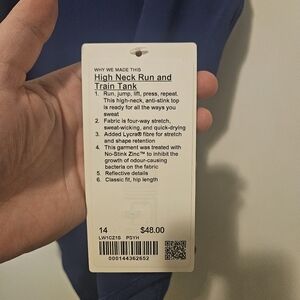 WHY WE MADE THIS
High Neck Run and
Train Tank
1. Run, jump, lift, press, repeat.
This high-neck, anti-stink top
is ready for all the ways you
sweat
2. Fabric is four-way stretch,
sweat-wicking, and quick-drying
3. Added Lycra® fibre for stretch
and shape retention
4. This garment was treated with
No-Stink Zinc™ to inhibit the
growth of odour-causing
bacteria on the fabric
5. Reflective details
6. Classic fit, hip length
14 $48.00
LW1CZ1S PSYH
000144362652